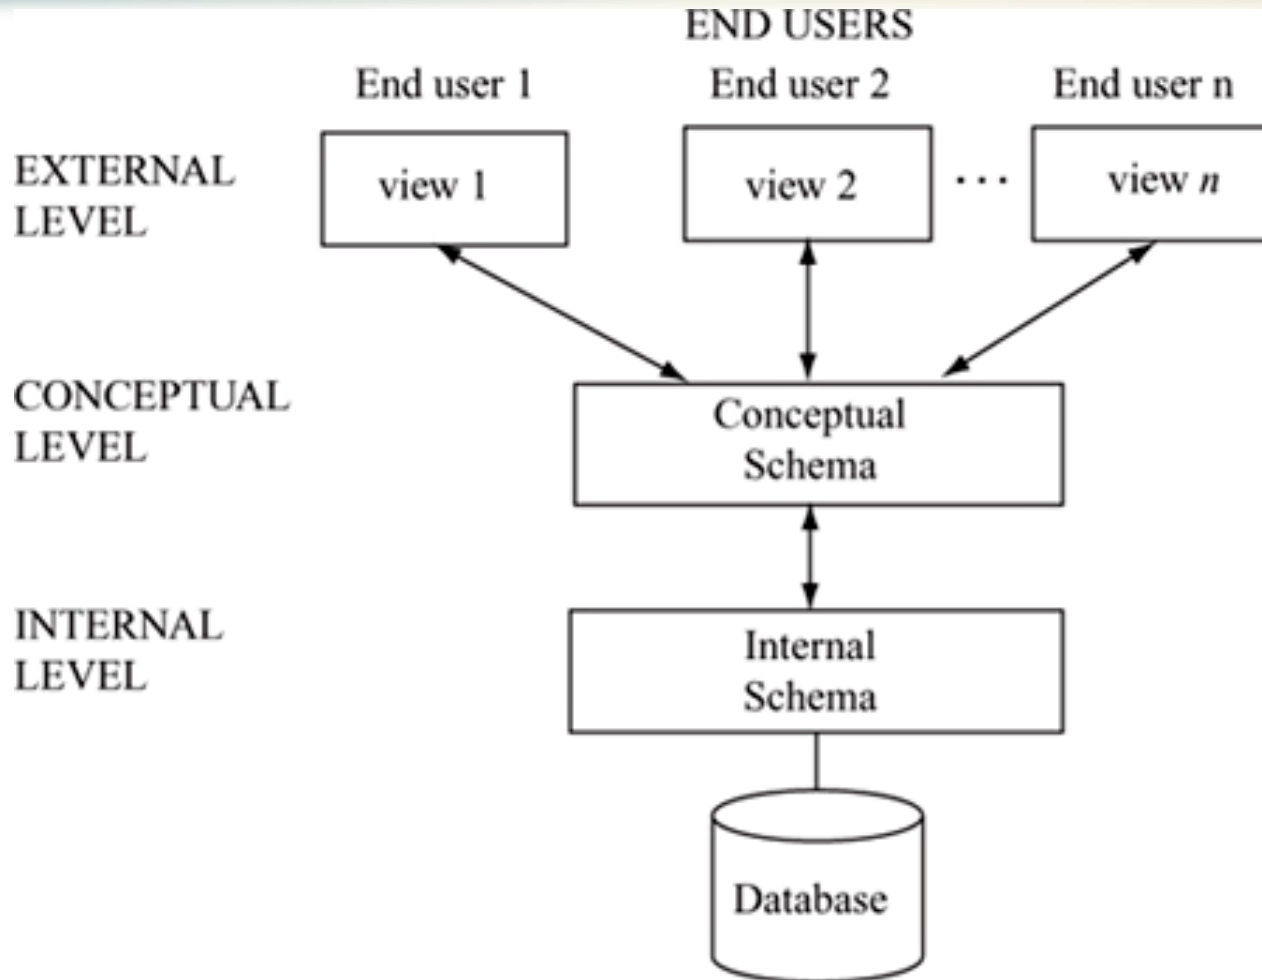 END USERS
End user 1
End user 2
End user n
EXTERNAL
LEVEL
view 1
view 2
...
view n
CONCEPTUAL
LEVEL
Conceptual
Schema
INTERNAL
LEVEL
Internal
Schema
Database